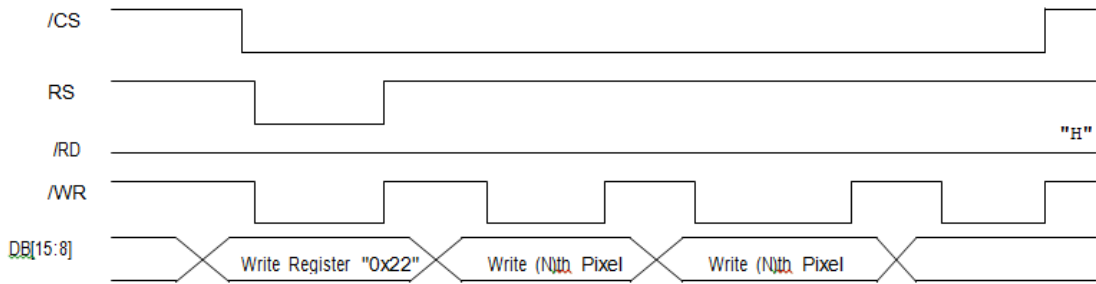 /CS
RS
"H"
/RD
/WR
DB[15:8]
Write Register "0x22"
Write (N)th Pixel
Write (N)th Pixel